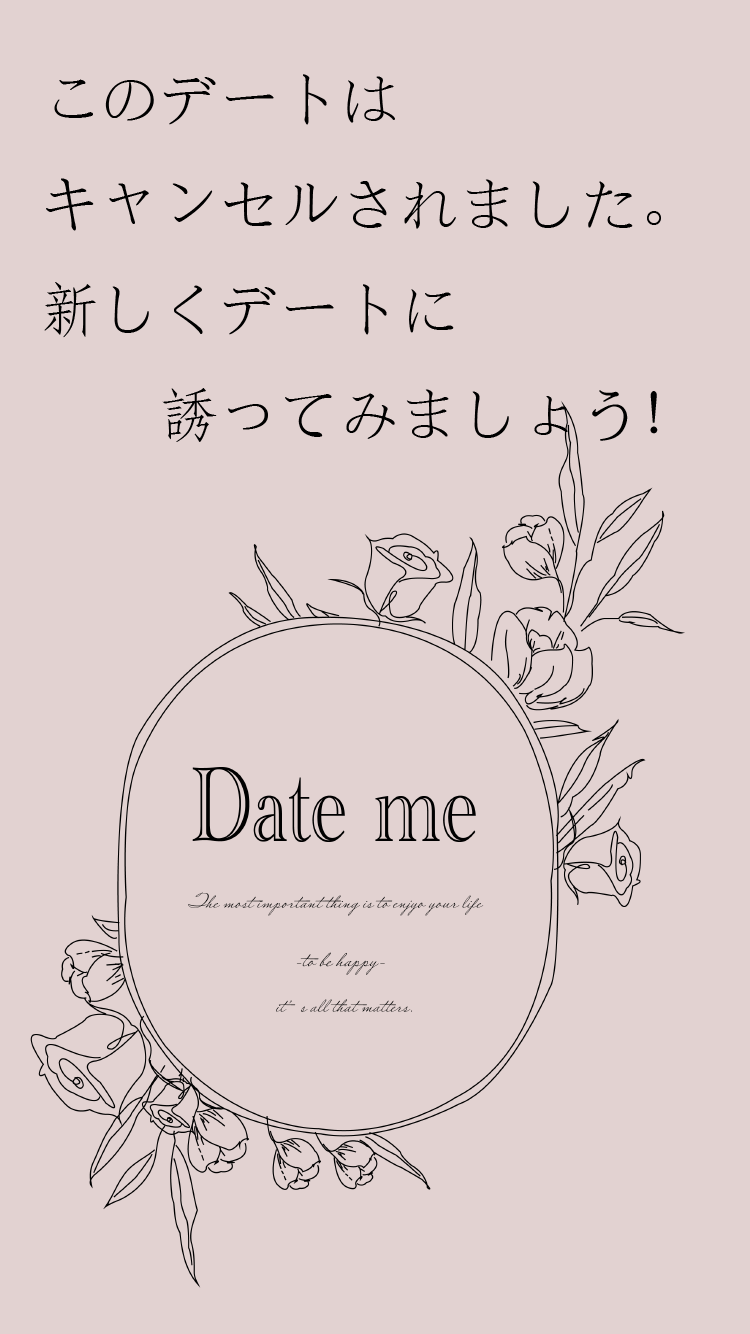 このデートは
キャンセルされました。
新しくデートに
誘ってみましょう!
Date me
The most important thing is to enjyo your life
-to be happy-
it’s all that matters.